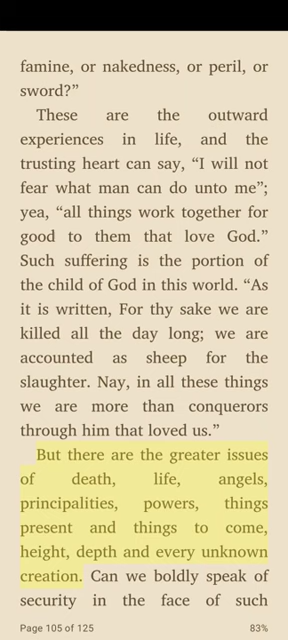 famine, or nakedness, or peril, or
sword?”
These are the outward
experiences in life, and the
trusting heart can say, “I will not
fear what man can do unto me”;
yea, “all things work together for
good to them that love God.”
Such suffering is the portion of
the child of God in this world. “As
it is written, For thy sake we are
killed all the day long; we are
accounted as sheep for the
slaughter. Nay, in all these things
we are more than conquerors
through him that loved us.”
But there are the greater issues
of death, life, angels,
principalities, powers, things
present and things to come,
height, depth and every unknown
creation. Can we boldly speak of
security in the face of such
Page 105 of 125 83%